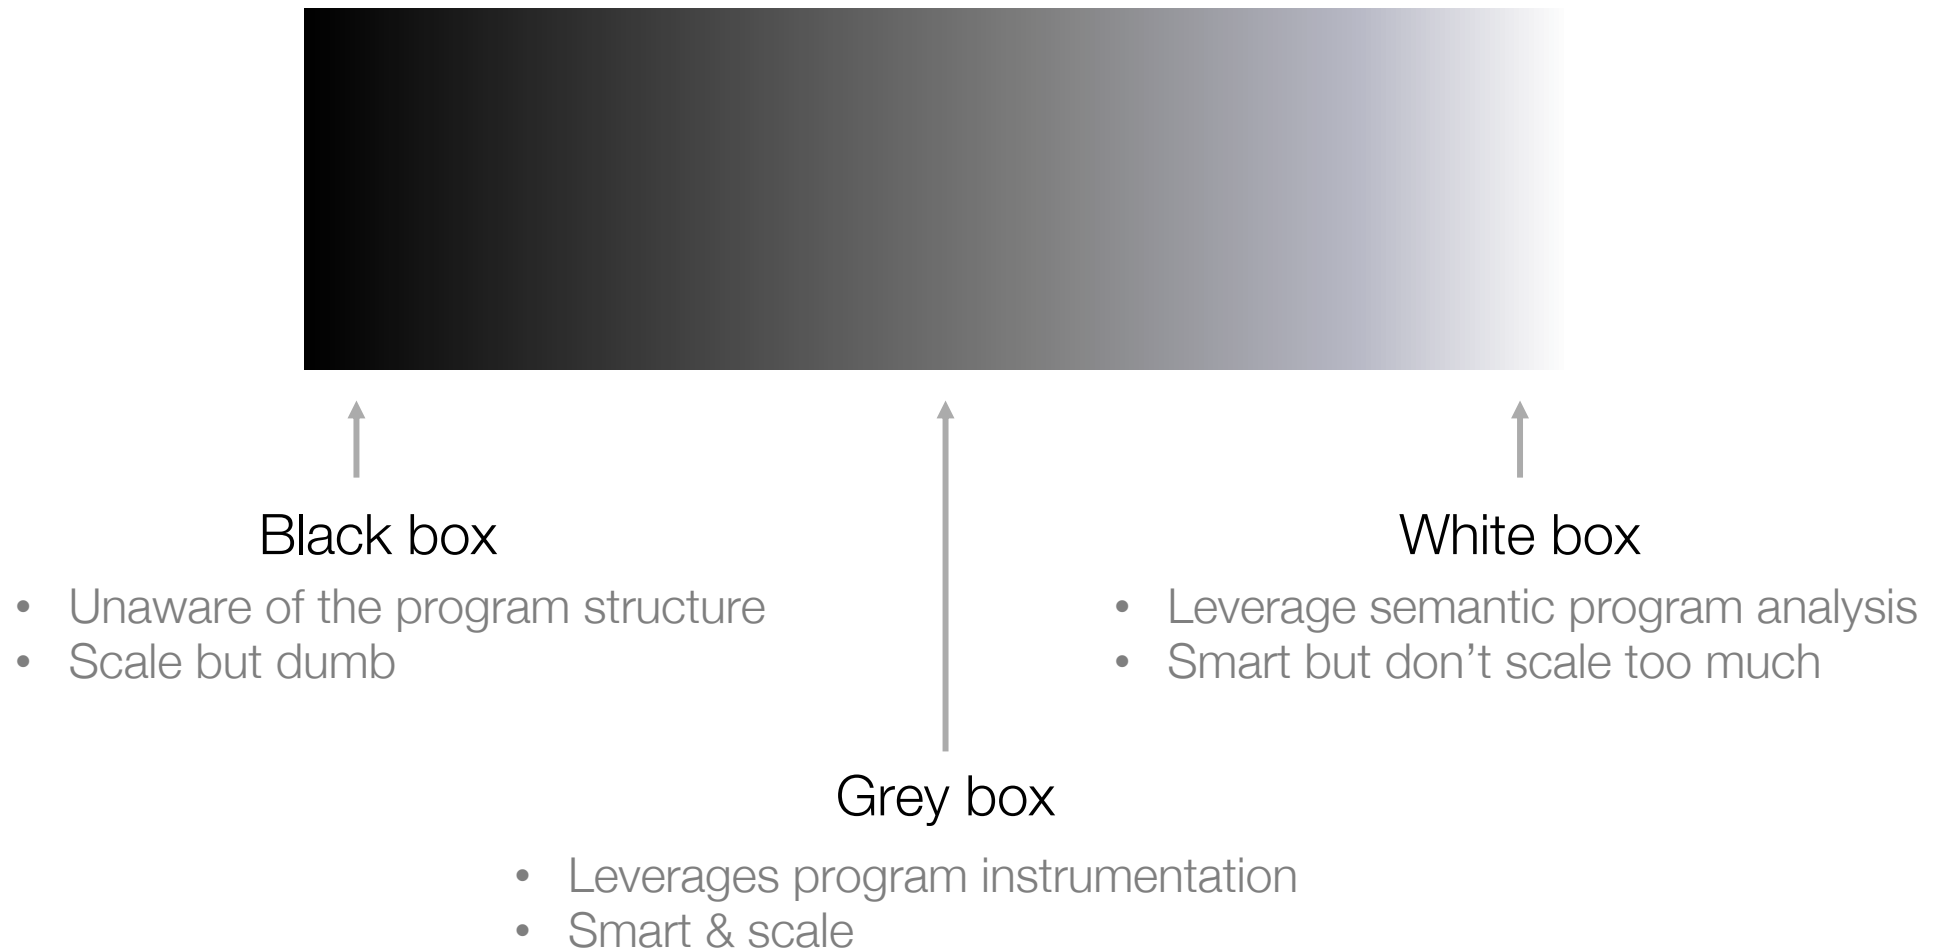 Black box
• Unaware of the program structure
• Scale but dumb
White box
• Leverage semantic program analysis
• Smart but don’t scale too much
Grey box
• Leverages program instrumentation
• Smart & scale